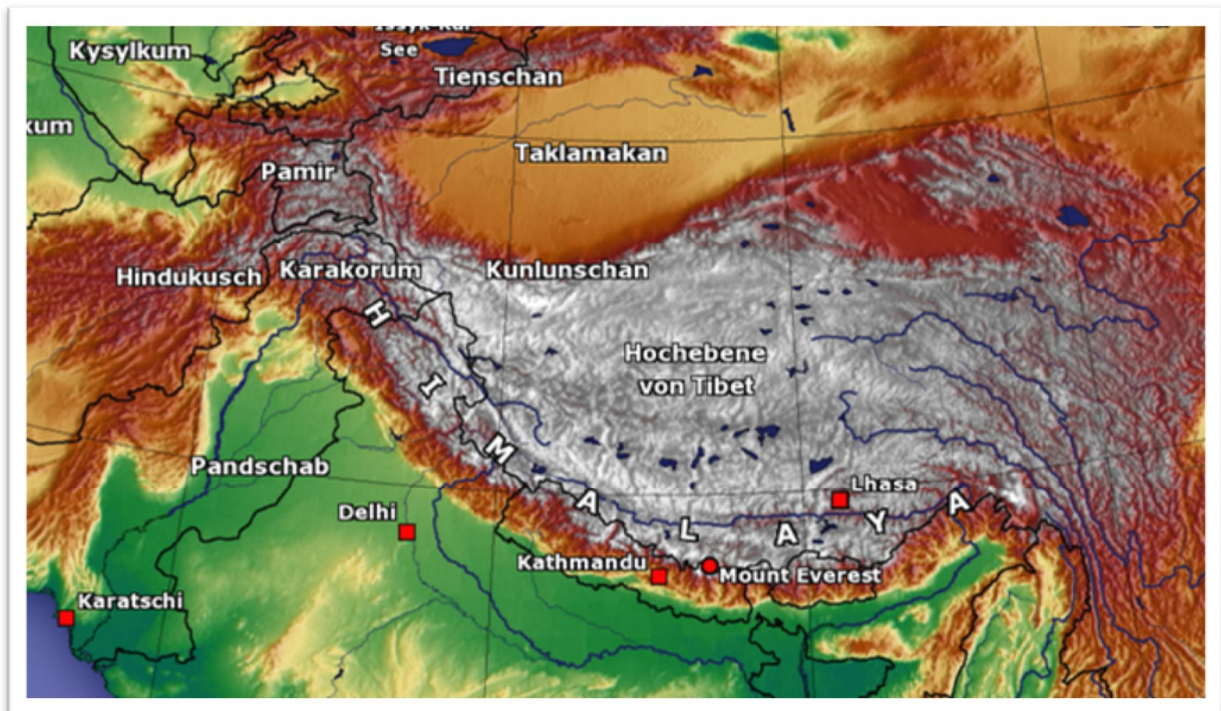 See
Kysylkum
Tienschan
kum
Taklamakan
Pamir
Hindukusch
Karakorum
Kunlunschan
HIMALAYA
Hochebene
von Tibet
Pandschab
Lhasa
Delhi
Kathmandu
Mount Everest
Karatschi